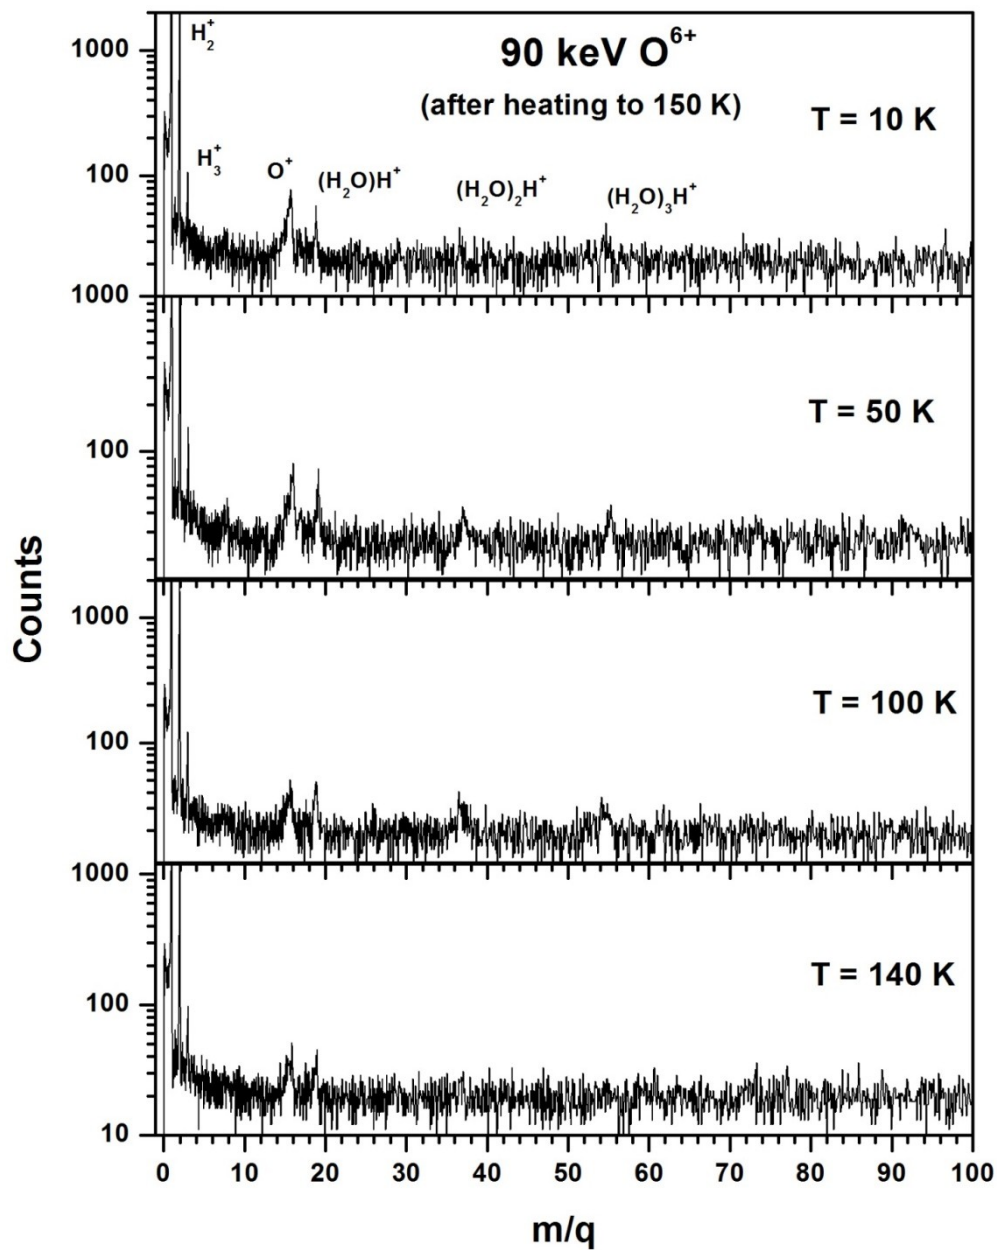 90 keV O⁶⁺
(after heating to 150 K)
T = 10 K
H₂⁺
H₃⁺
O⁺
(H₂O)H⁺
(H₂O)₂H⁺
(H₂O)₃H⁺
1000
100
1000
T = 50 K
100
T = 100 K
1000
100
T = 140 K
1000
100
10
0 10 20 30 40 50 60 70 80 90 100
Counts
m/q